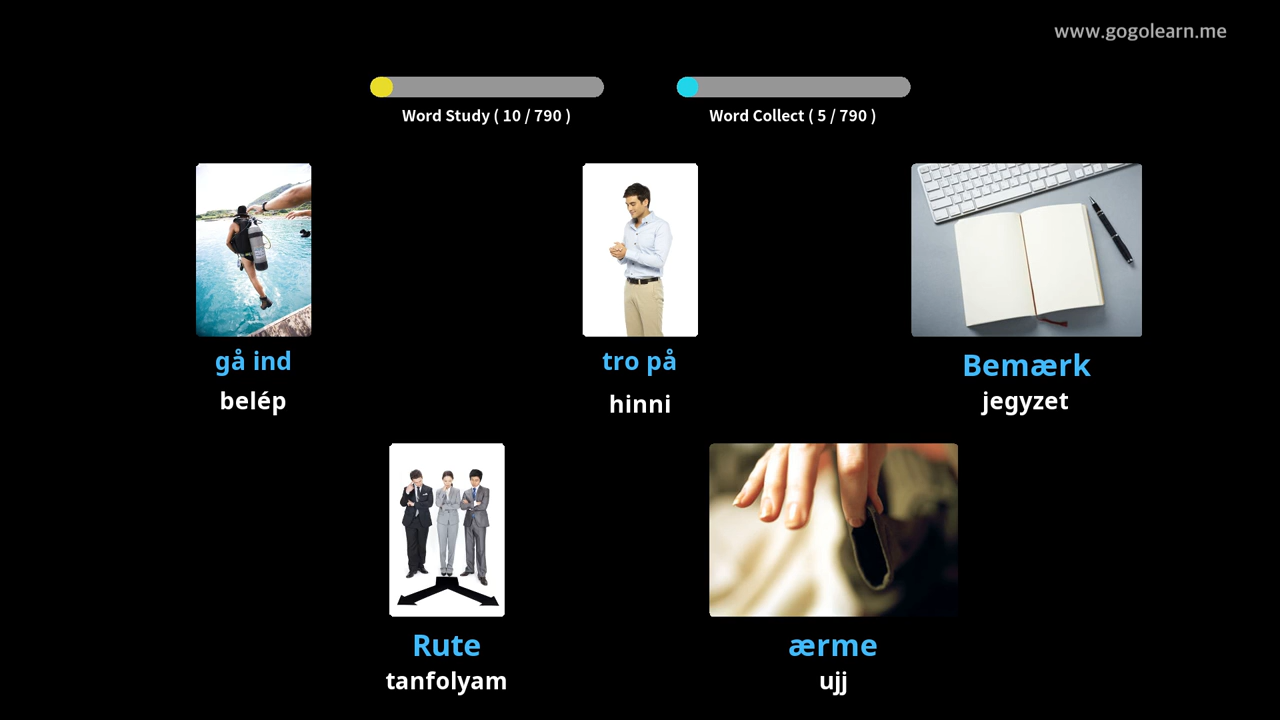 www.gogolearn.me
Word Study ( 10 / 790 )
Word Collect ( 5 / 790 )
gå ind
belép
tro på
hinni
Bemærk
jegyzet
Rute
tanfolyam
ærme
ujj